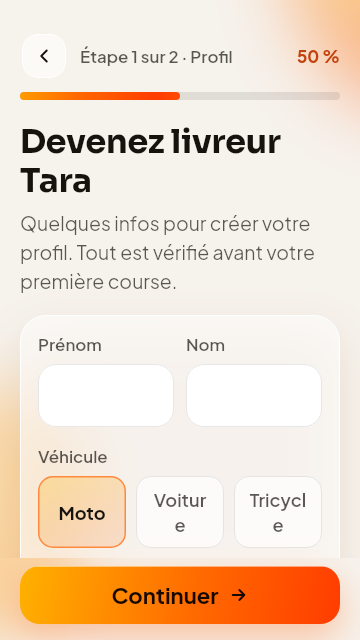 Étape 1 sur 2 · Profil
50 %
Devenez livreur
Tara
Quelques infos pour créer votre
profil. Tout est vérifié avant votre
première course.
Prénom
Nom
Véhicule
Moto
Voitur
e
Tricycl
e
Continuer →